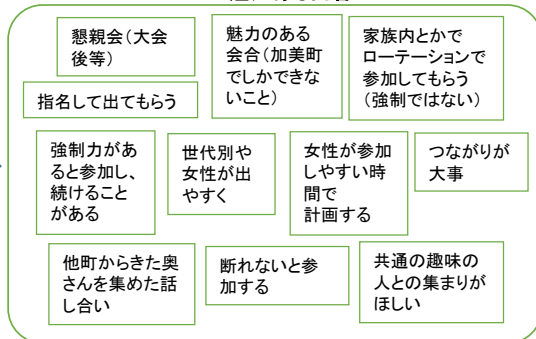 懇親会(大会
後等)
魅力のある
会合(加美町
でしかできな
いこと)
家族内とかで
ローテーションで
参加してもらう
(強制ではない)
指名して出てもらう
強制力があ
ると参加し、
続けること
がある
世代別や
女性が出
やすく
女性が参加
しやすい時
間で
計画する
つながりが
大事
他町からきた奥
さんを集めた話
し合い
断れないと参
加する
共通の趣味の
人との集まりが
ほしい